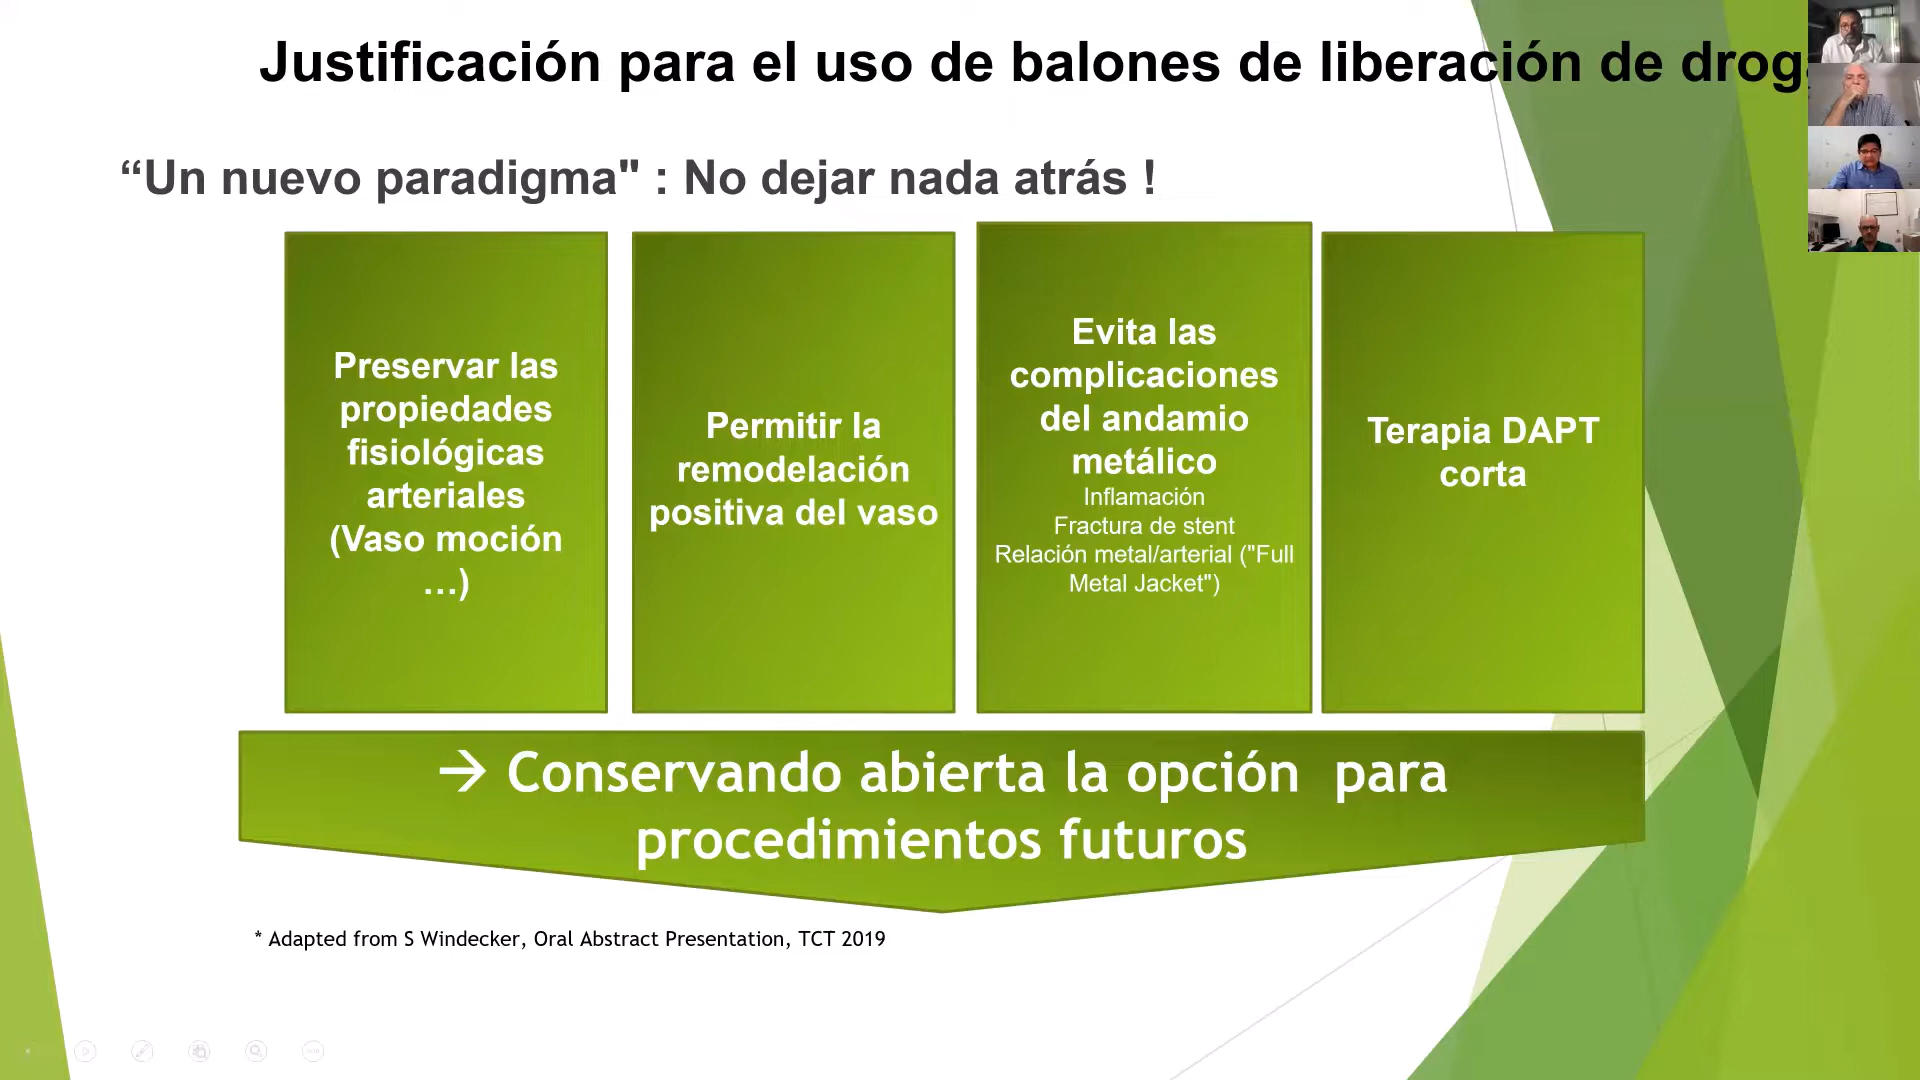 Justificación para el uso de balones de liberación de
“Un nuevo paradigma" : No dejar nada atrás !
Preservar las
propiedades
fisiológicas
arteriales
(Vaso moción
…)
Permitir la
remodelación
positiva del vaso
Evita las
complicaciones
del andamio
metálico
Inflamación
Fractura de stent
Relación metal/arterial ("Full
Metal Jacket")
Terapia DAPT
corta
→ Conservando abierta la opción para
procedimientos futuros
* Adapted from S Windecker, Oral Abstract Presentation, TCT 2019